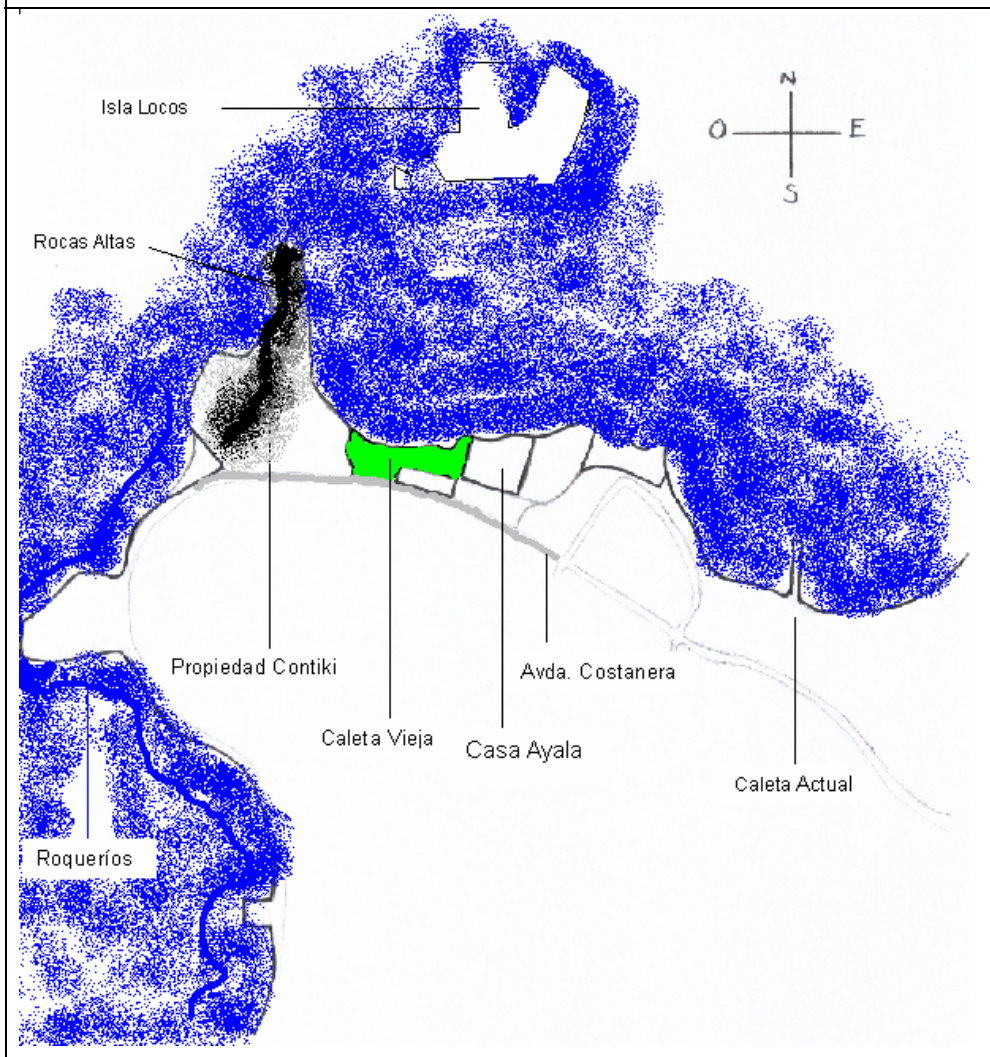 N
Isla Locos
O E
S
Rocas Altas
Propiedad Contiki
Avda. Costanera
Caleta Vieja
Casa Ayala
Caleta Actual
Roqueríos